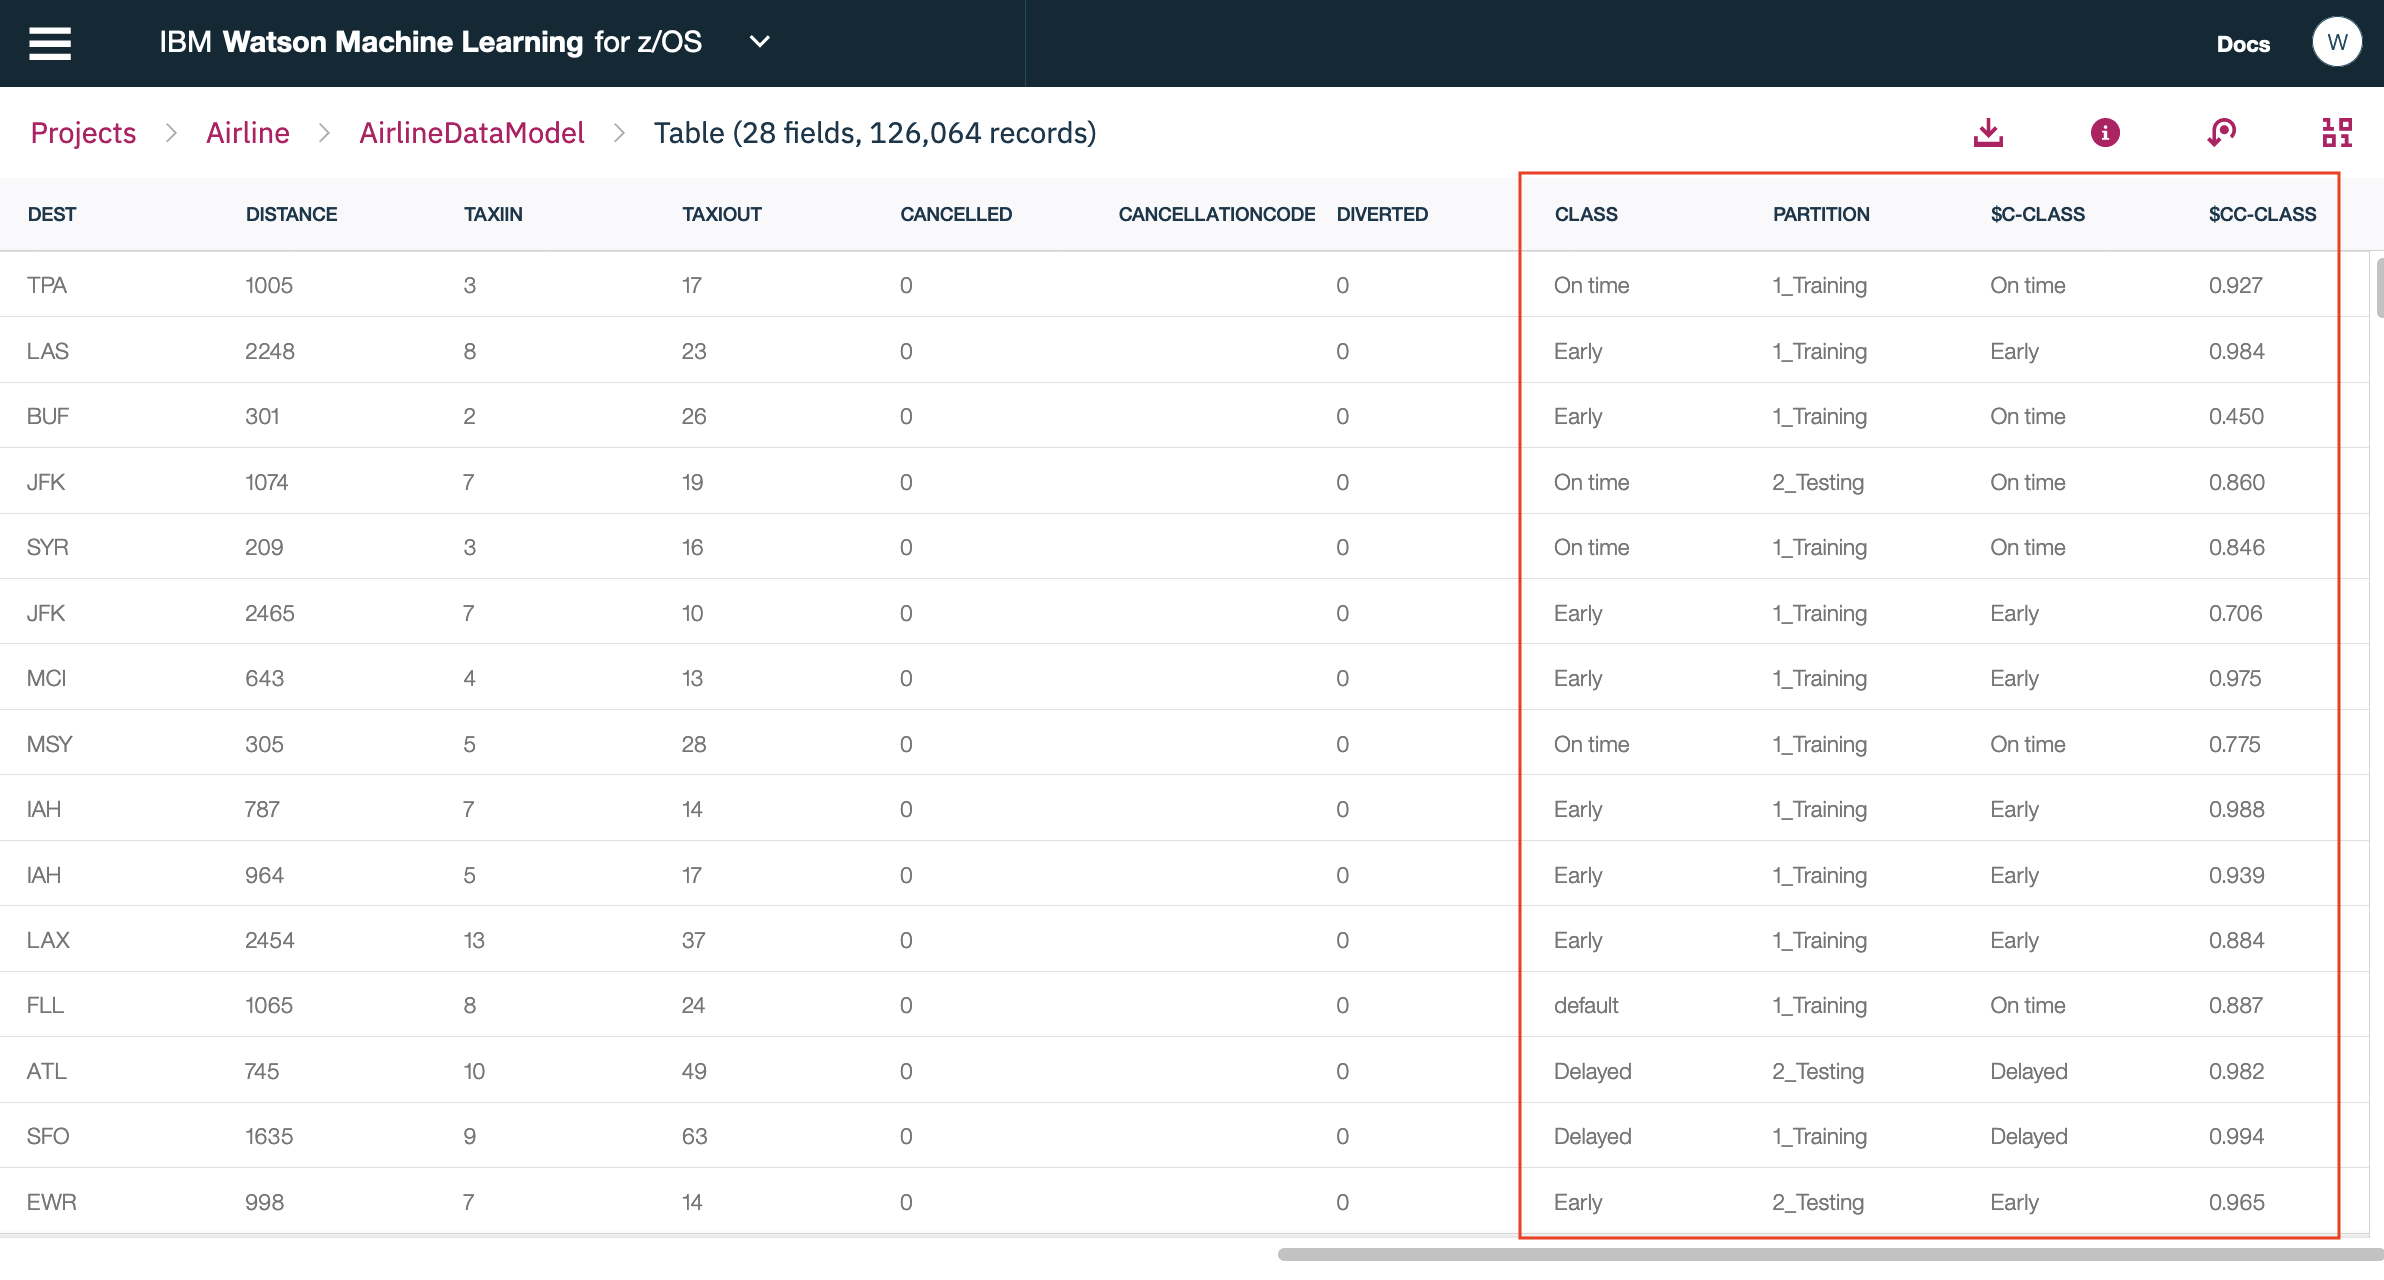 IBM Watson Machine Learning for z/OS Docs W
Projects > Airline > AirlineDataModel > Table (28 fields, 126,064 records)
DEST DISTANCE TAXIIN TAXIOUT CANCELLED CANCELLATIONCODE DIVERTED CLASS PARTITION $C-CLASS $CC-CLASS
TPA 1005 3 17 0 0 On time 1_Training On time 0.927
LAS 2248 8 23 0 0 Early 1_Training Early 0.984
BUF 301 2 26 0 0 Early 1_Training On time 0.450
JFK 1074 7 19 0 0 On time 2_Testing On time 0.860
SYR 209 3 16 0 0 On time 1_Training On time 0.846
JFK 2465 7 10 0 0 Early 1_Training Early 0.706
MCI 643 4 13 0 0 Early 1_Training Early 0.975
MSY 305 5 28 0 0 On time 1_Training On time 0.775
IAH 787 7 14 0 0 Early 1_Training Early 0.988
IAH 964 5 17 0 0 Early 1_Training Early 0.939
LAX 2454 13 37 0 0 Early 1_Training Early 0.884
FLL 1065 8 24 0 0 default 1_Training On time 0.887
ATL 745 10 49 0 0 Delayed 2_Testing Delayed 0.982
SFO 1635 9 63 0 0 Delayed 1_Training Delayed 0.994
EWR 998 7 14 0 0 Early 2_Testing Early 0.965